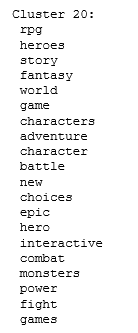 Cluster 20:
rpg
heroes
story
fantasy
world
game
characters
adventure
character
battle
new
choices
epic
hero
interactive
combat
monsters
power
fight
games